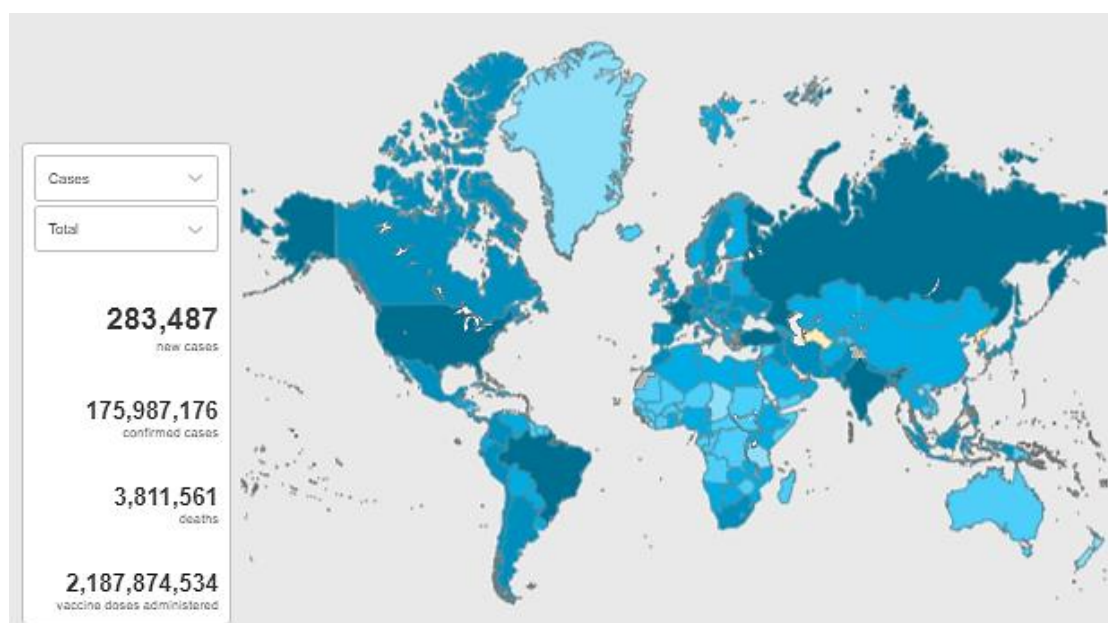 Cases
Total
283,487
new cases
175,987,176
confirmed cases
3,811,561
deaths
2,187,874,534
vaccine doses administered